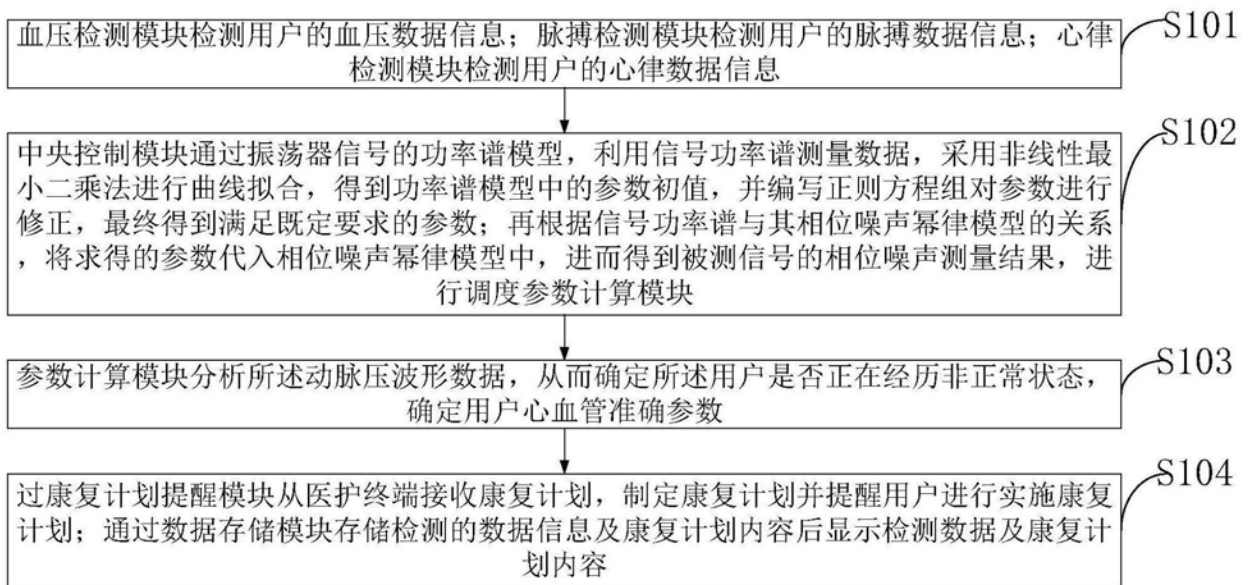 血压检测模块检测用户的血压数据信息；脉搏检测模块检测用户的脉搏数据信息；心律
检测模块检测用户的心律数据信息
S101
中央控制模块通过振荡器信号的功率谱模型，利用信号功率谱测量数据，采用非线性最
小二乘法进行曲线拟合，得到功率谱模型中的参数初值，并编写正则方程组对参数进行
修正，最终得到满足既定要求的参数；再根据信号功率谱与其相位噪声幂律模型的关系
，将求得的参数代入相位噪声幂律模型中，进而得到被测信号的相位噪声测量结果，进
行调度参数计算模块
S102
参数计算模块分析所述动脉压波形数据，从而确定所述用户是否正在经历非正常状态，
确定用户心血管准确参数
S103
过康复计划提醒模块从医护终端接收康复计划，制定康复计划并提醒用户进行实施康复
计划；通过数据存储模块存储检测的数据信息及康复计划内容后显示检测数据及康复计
划内容
S104